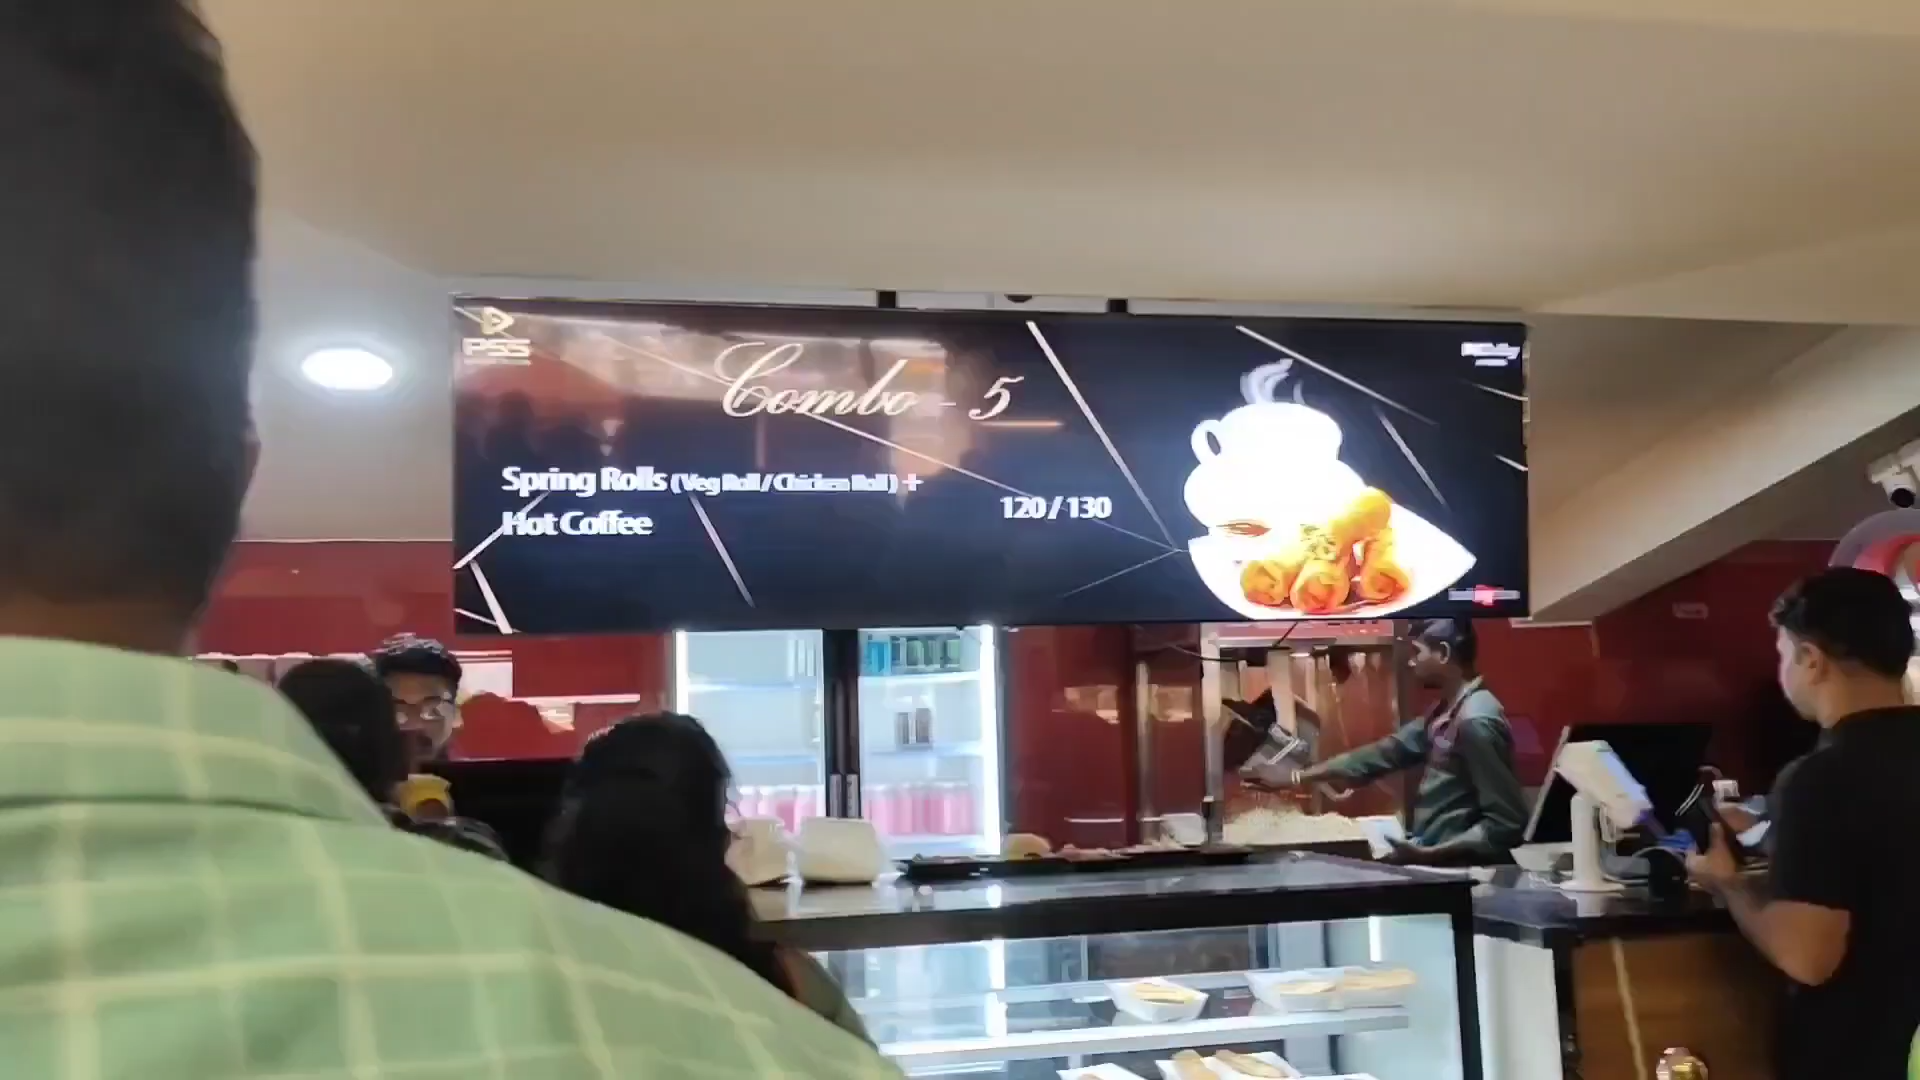 PSS
Combo - 5
Spring Rolls (Veg Roll / Chicken Roll) +
Hot Coffee
120 / 130